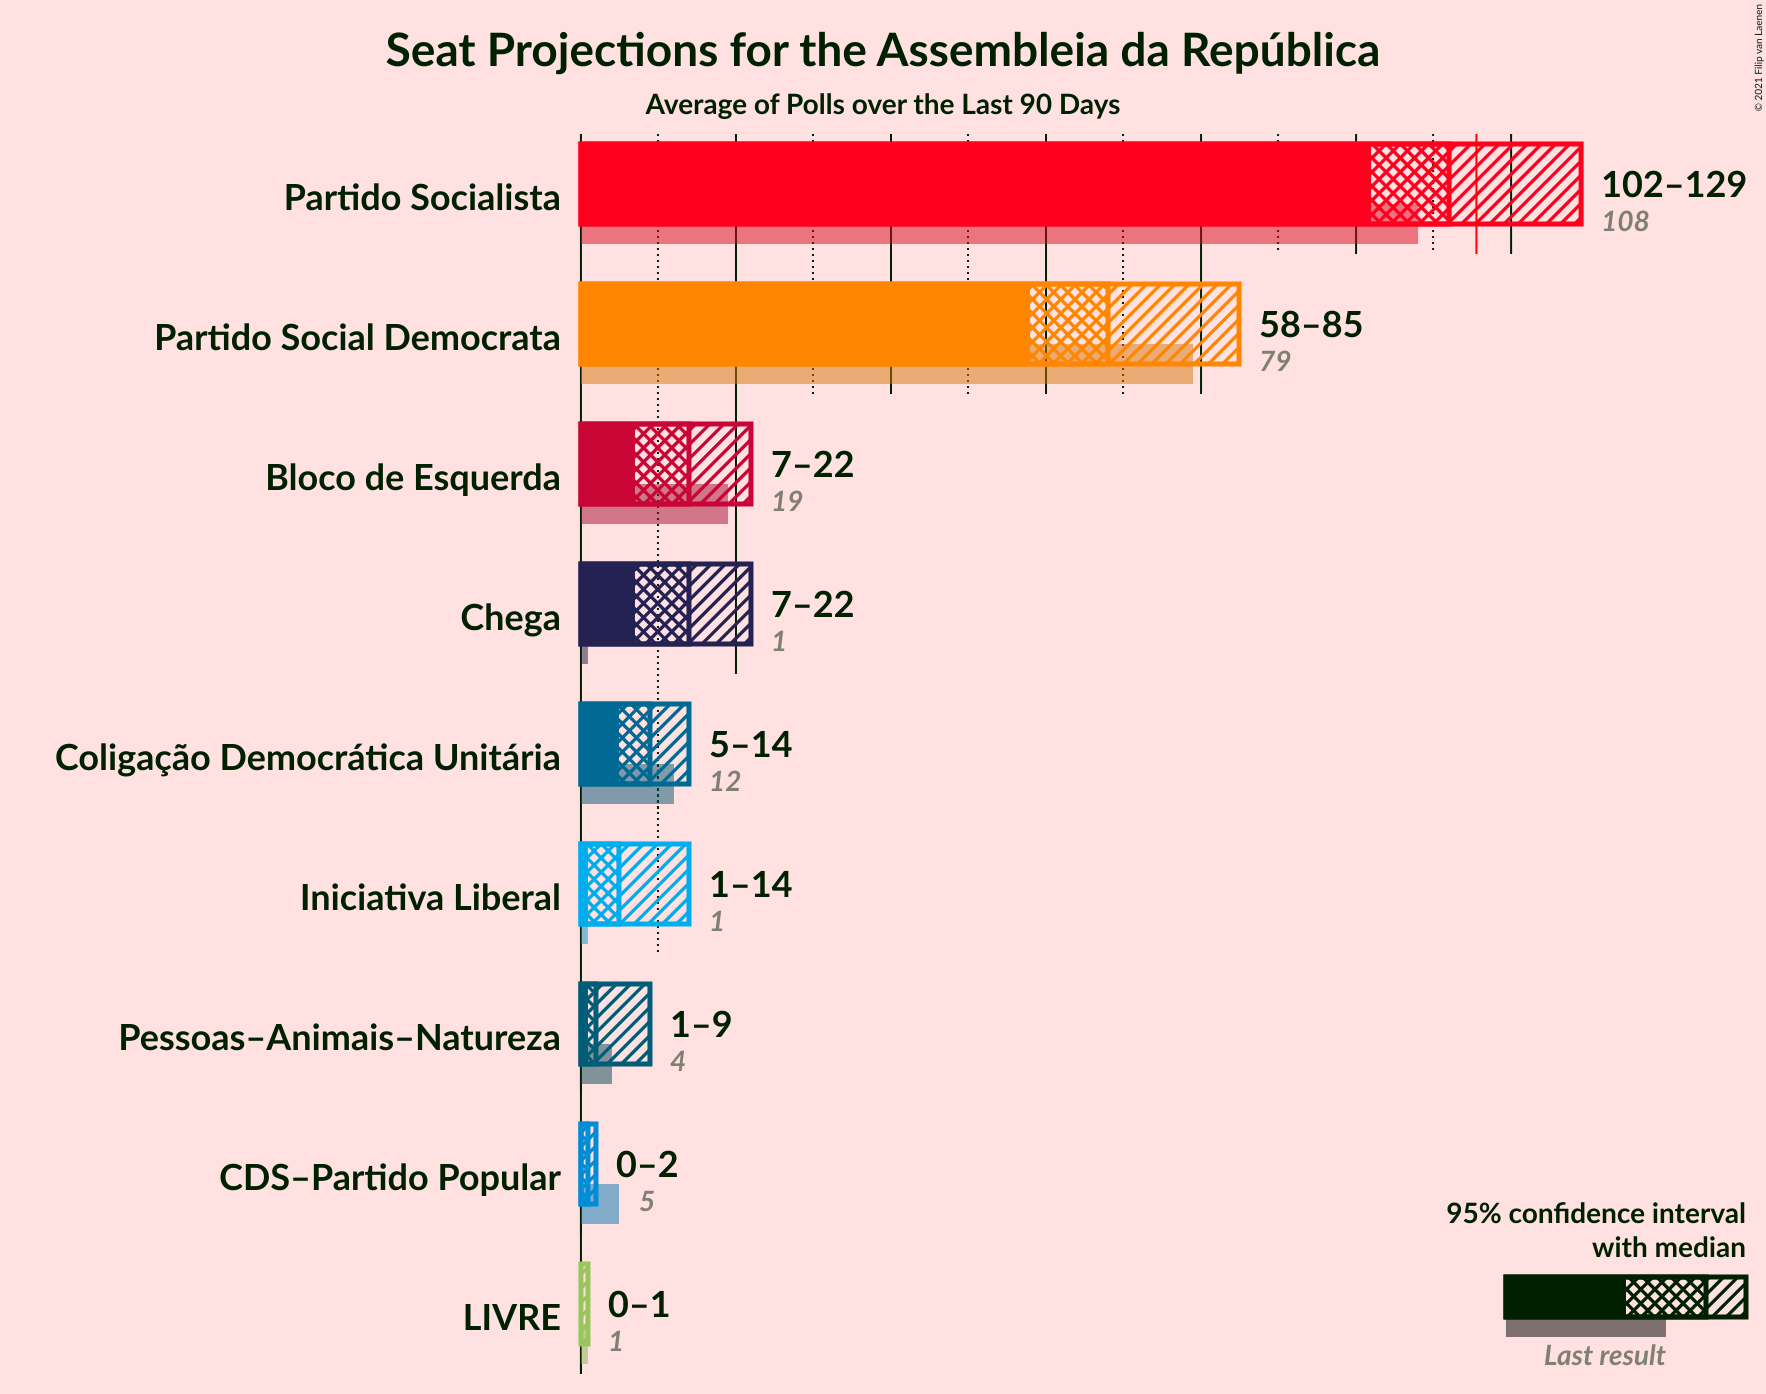 Seat Projections for the Assembleia da República
Average of Polls over the Last 90 Days
© 2021 Filip van Laenen
Partido Socialista
102–129
108
Partido Social Democrata
58–85
79
Bloco de Esquerda
7–22
19
Chega
7–22
1
Coligação Democrática Unitária
5–14
12
Iniciativa Liberal
1–14
1
Pessoas–Animais–Natureza
1–9
4
CDS–Partido Popular
0–2
5
LIVRE
0–1
1
95% confidence interval
with median
Last result